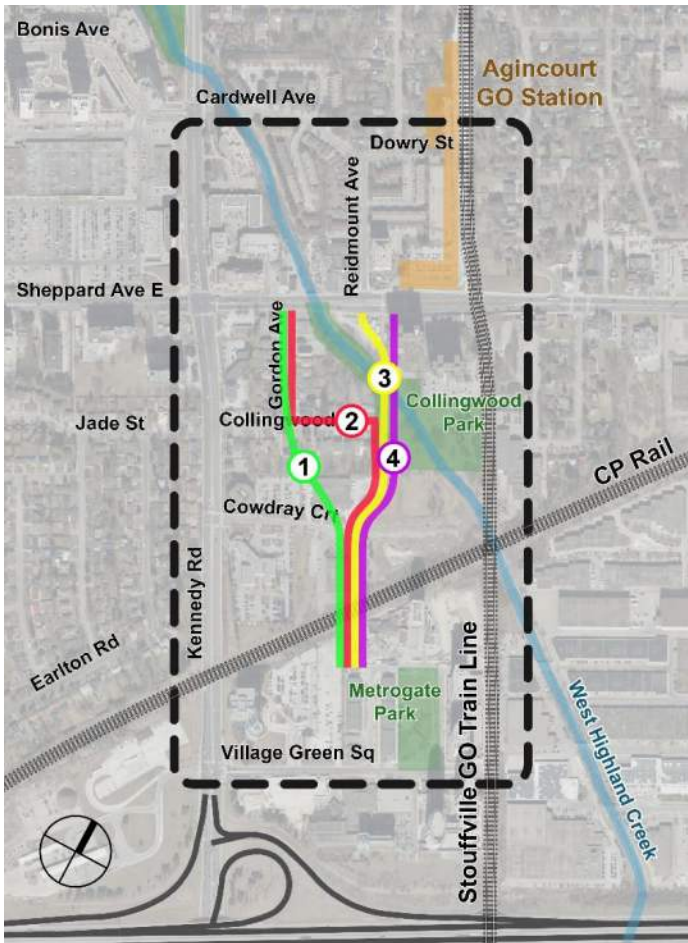 Bonis Ave
Agincourt
GO Station
Cardwell Ave
Dowry St
Reidmount Ave
Sheppard Ave E
Gordon Ave
3
Collingwood
Park
Jade St
Collingwood
2
1
4
CP Rail
Cowdray Crt
Kennedy Rd
Earlton Rd
Metrogate
Park
Stouffville GO Train Line
West Highland Creek
Village Green Sq